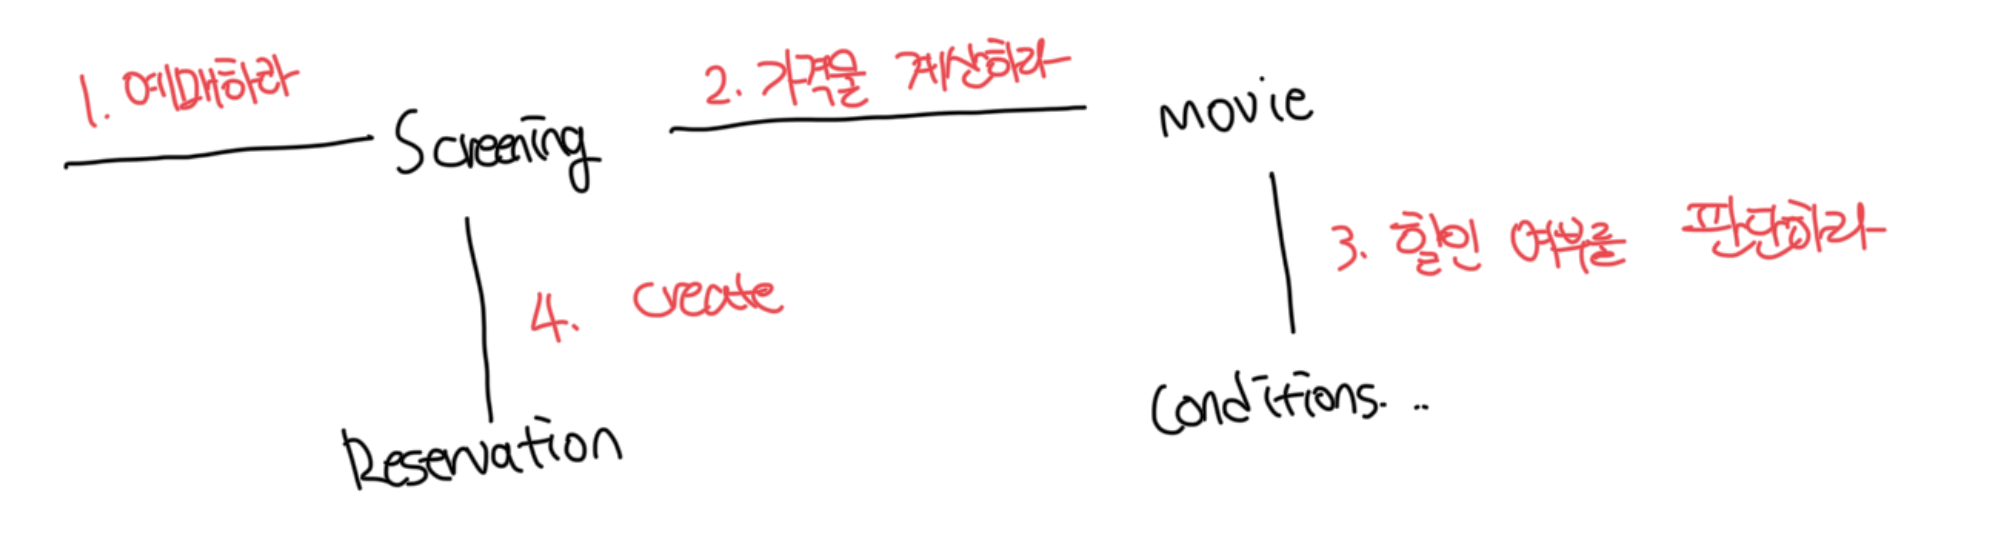 1. 예매하라
Screening
2. 가격을 계산하라
movie
3. 할인 여부를 판단하라
4. create
Conditions...
Reservation